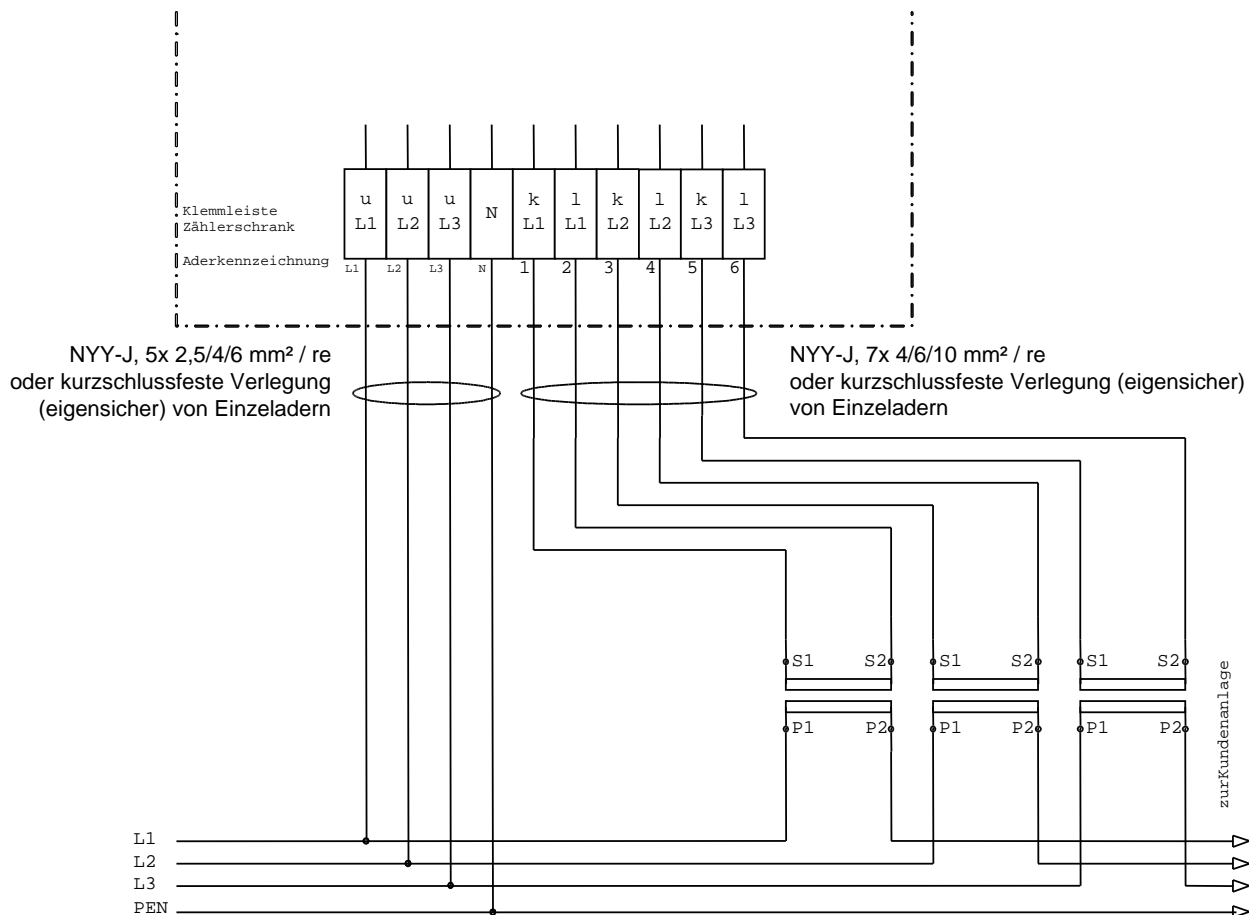 u u u N k l k l k l
L1 L2 L3 L1 L1 L2 L2 L3 L3
Klemmleiste
Zählerschrank
Aderkennzeichnung
L1 L2 L3 N 1 2 3 4 5 6
NYY-J, 5x 2,5/4/6 mm² / re
oder kurzschlussfeste Verlegung
(eigensicher) von Einzeladern
NYY-J, 7x 4/6/10 mm² / re
oder kurzschlussfeste Verlegung (eigensicher)
von Einzeladern
S1 S2 S1 S2 S1 S2
P1 P2 P1 P2 P1 P2
zurKundenanlage
L1
L2
L3
PEN